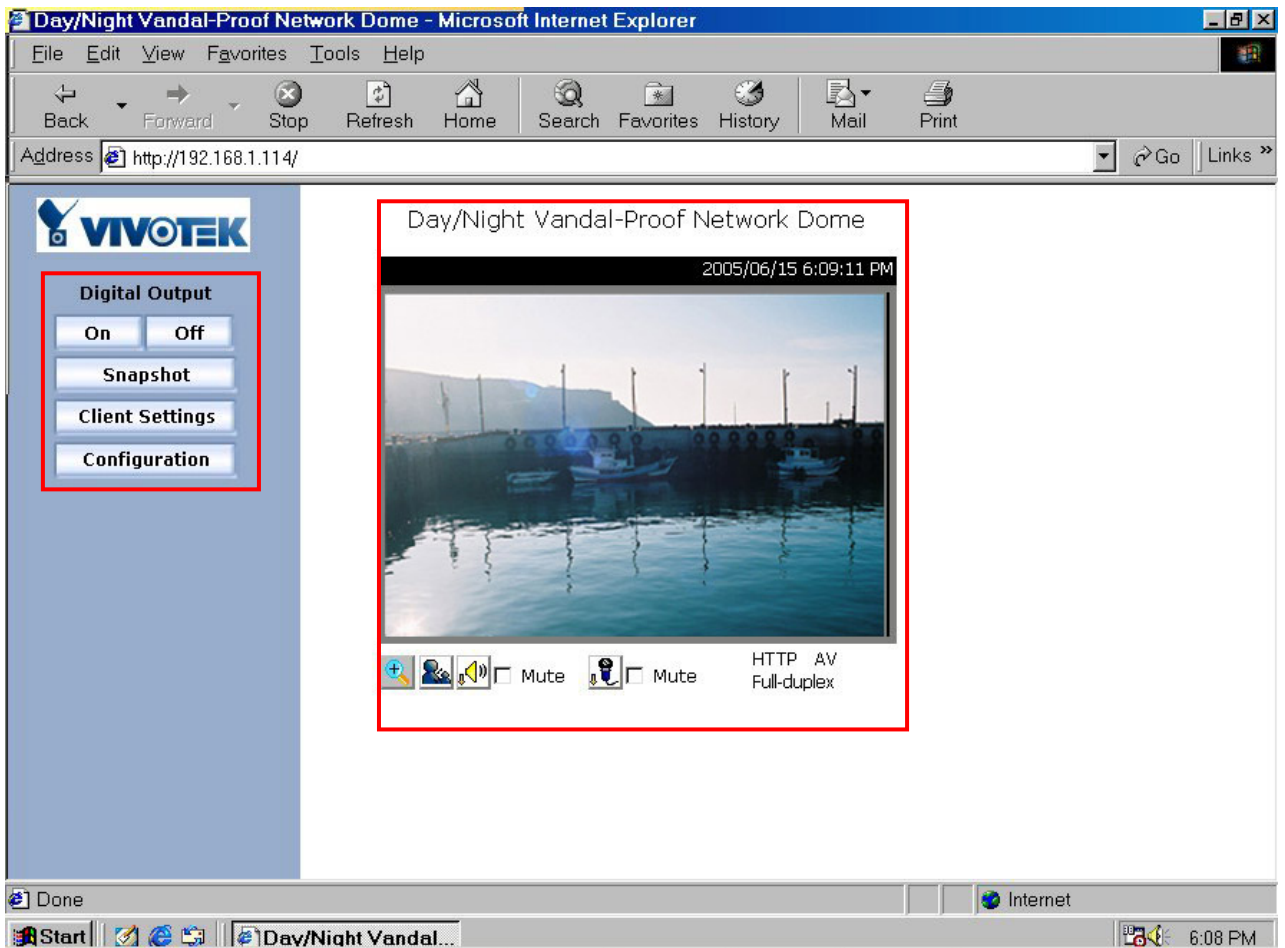 Day/Night Vandal-Proof Network Dome - Microsoft Internet Explorer
File Edit View Favorites Tools Help
Back Forward Stop Refresh Home Search Favorites History Mail Print
Address http://192.168.1.114/ Go Links »
VIVOTEK
Digital Output
On Off
Snapshot
Client Settings
Configuration
Day/Night Vandal-Proof Network Dome
2005/06/15 6:09:11 PM
Mute Mute
HTTP AV
Full-duplex
Done Internet
Start Day/Night Vandal... 6:08 PM